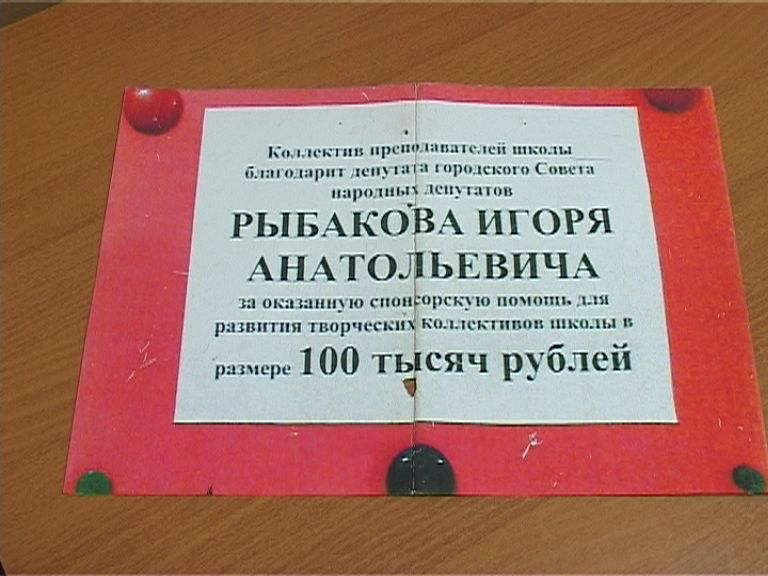 Коллектив преподавателей школы
благодарит депутата городского Совета
народных депутатов
РЫБАКОВА ИГОРЯ
АНАТОЛЬЕВИЧА
за оказанную спонсорскую помощь для
развития творческих коллективов школы в
размере 100 тысяч рублей